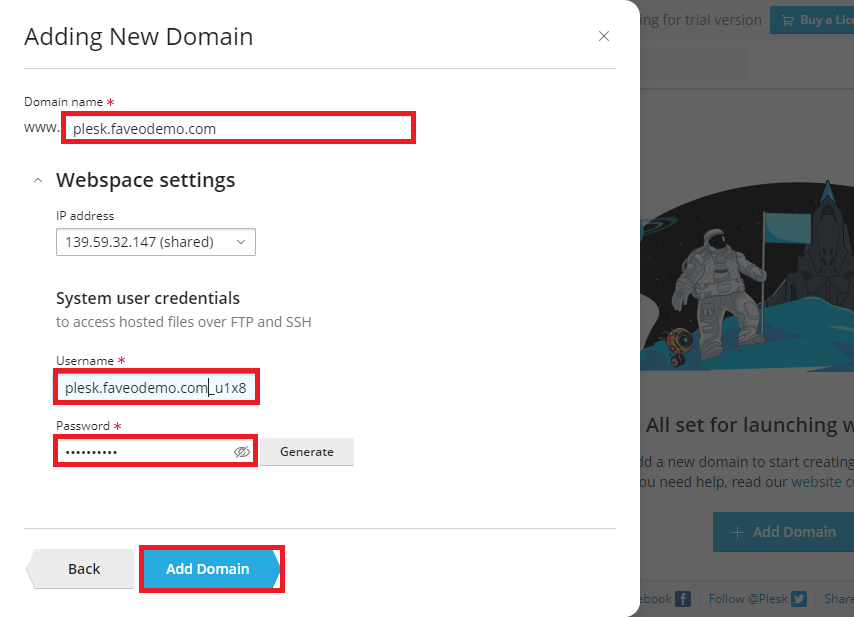 Adding New Domain
ng for trial version
Buy a Lice
Domain name *
www. plesk.faveodemo.com
Webspace settings
IP address
139.59.32.147 (shared)
System user credentials
to access hosted files over FTP and SSH
Username *
plesk.faveodemo.com_u1x8
Password *
••••••••••
Generate
Back
Add Domain
All set for launching w
dd a new domain to start creating
ou need help, read our website c
+ Add Domain
ebook
Follow @Plesk
Share